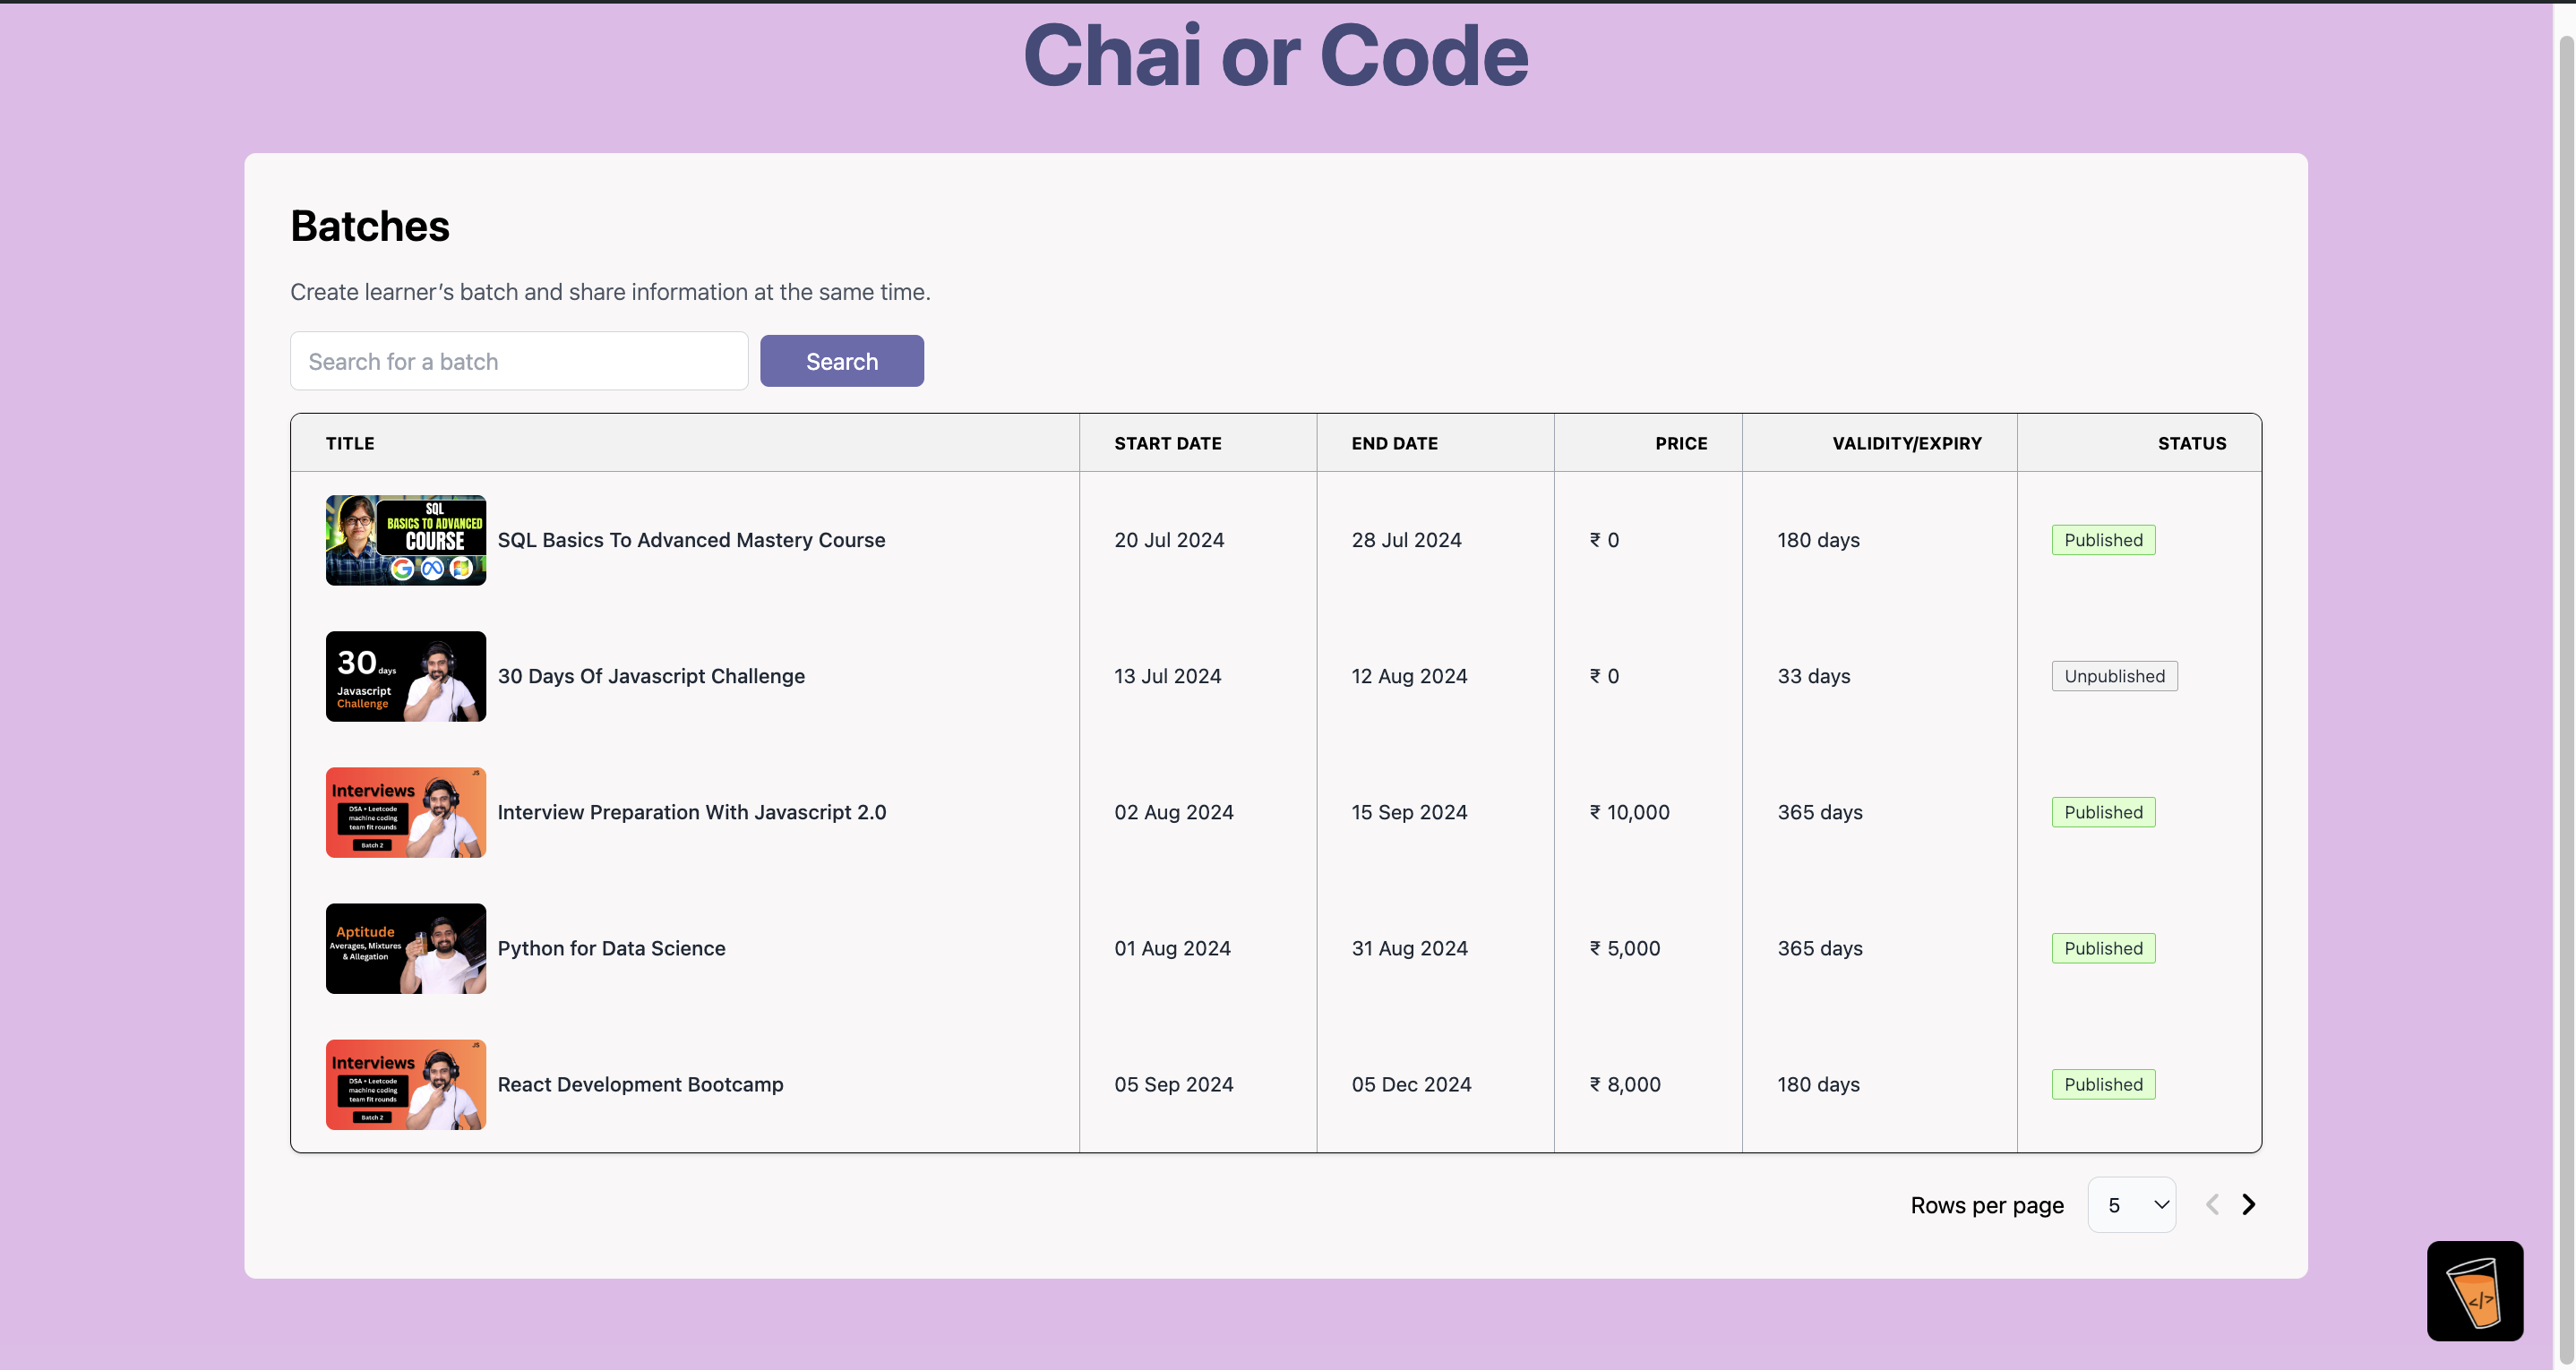 Chai or Code
Batches
Create learner’s batch and share information at the same time.
Search for a batch
Search
TITLE START DATE END DATE PRICE VALIDITY/EXPIRY STATUS
SQL
BASICS TO ADVANCED
COURSE
SQL Basics To Advanced Mastery Course 20 Jul 2024 28 Jul 2024 ₹ 0 180 days Published
30 days
Javascript
Challenge
30 Days Of Javascript Challenge 13 Jul 2024 12 Aug 2024 ₹ 0 33 days Unpublished
JS
Interviews
DSA + Leetcode
machine coding
team fit rounds
Batch 2
Interview Preparation With Javascript 2.0 02 Aug 2024 15 Sep 2024 ₹ 10,000 365 days Published
Aptitude
Averages, Mixtures
& Allegation
Python for Data Science 01 Aug 2024 31 Aug 2024 ₹ 5,000 365 days Published
JS
Interviews
DSA + Leetcode
machine coding
team fit rounds
Batch 2
React Development Bootcamp 05 Sep 2024 05 Dec 2024 ₹ 8,000 180 days Published
Rows per page 5
</>